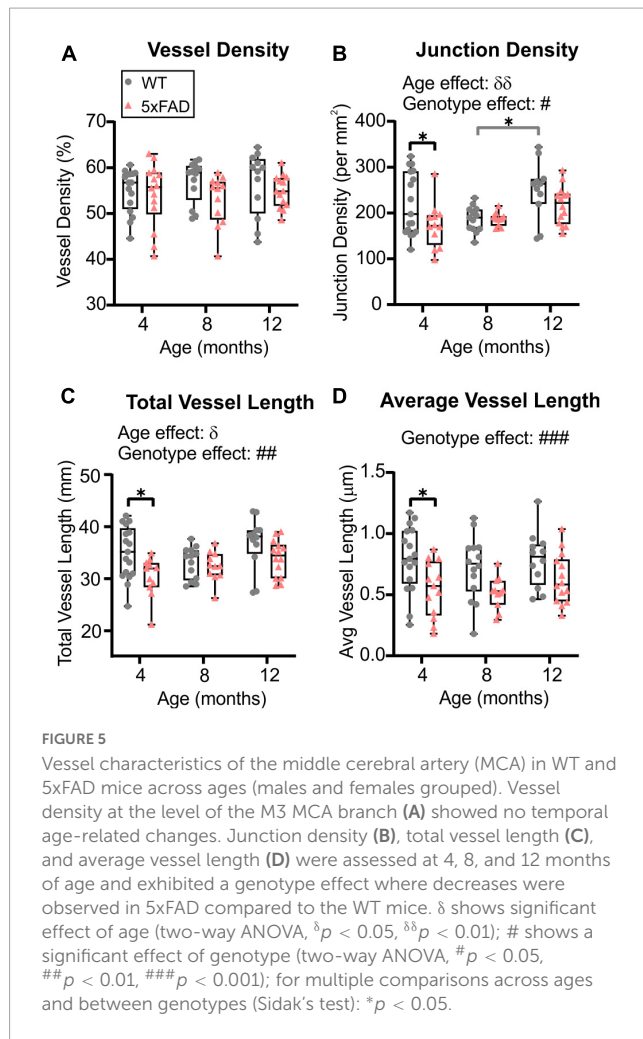 A Vessel Density
WT
5xFAD
Vessel Density (%)
70
60
50
40
30
4 8 12
Age (months)
B Junction Density
Age effect: δδ
Genotype effect: #
*
*
Junction Density (per mm²)
400
300
200
100
0
4 8 12
Age (months)
C Total Vessel Length
Age effect: δ
Genotype effect: ##
*
Total Vessel Length (mm)
50
40
30
20
4 8 12
Age (months)
D Average Vessel Length
Genotype effect: ###
*
Avg Vessel Length (μm)
1.5
1.0
0.5
0.0
4 8 12
Age (months)
FIGURE 5
Vessel characteristics of the middle cerebral artery (MCA) in WT and
5xFAD mice across ages (males and females grouped). Vessel
density at the level of the M3 MCA branch (A) showed no temporal
age-related changes. Junction density (B), total vessel length (C),
and average vessel length (D) were assessed at 4, 8, and 12 months
of age and exhibited a genotype effect where decreases were
observed in 5xFAD compared to the WT mice. δ shows significant
effect of age (two-way ANOVA, ᵟp < 0.05, ᵟᵟp < 0.01); # shows a
significant effect of genotype (two-way ANOVA, #p < 0.05,
##p < 0.01, ###p < 0.001); for multiple comparisons across ages
and between genotypes (Sidak's test): *p < 0.05.